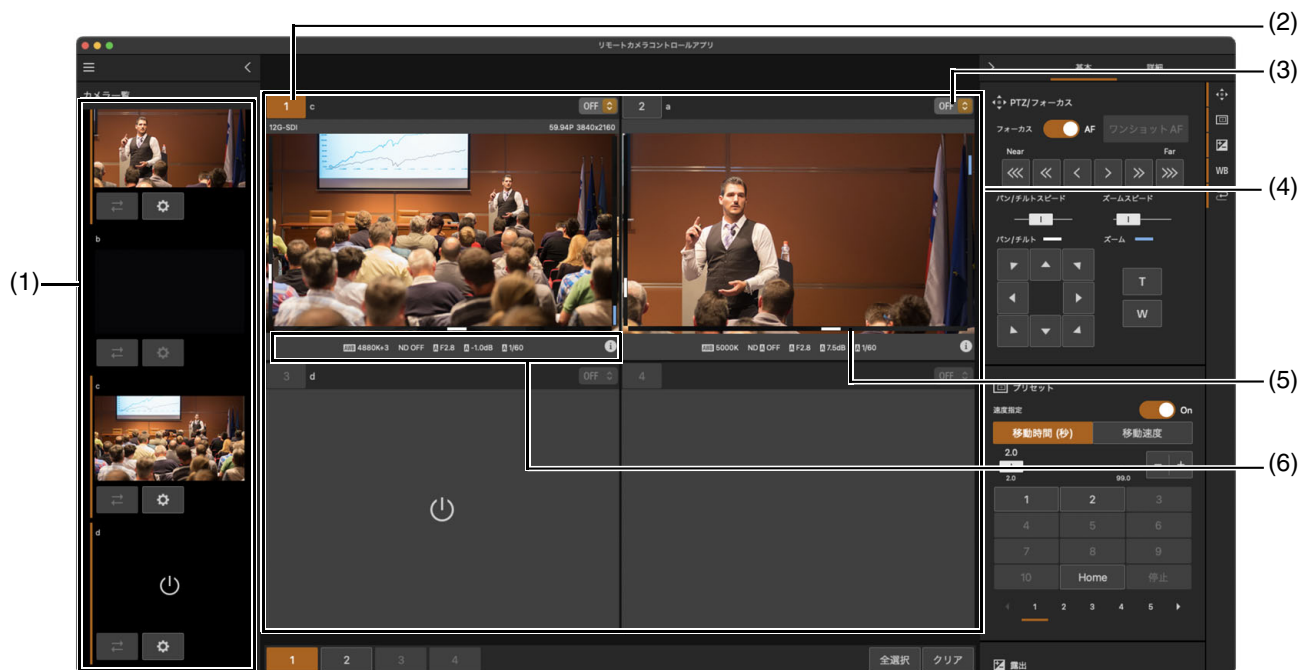 リモートカメラコントロールアプリ
基本 詳細
カメラ一覧
b
c
d
1 c OFF
12G-SDI 59.94P 3840x2160
AWB 4880K+3 ND OFF A F2.8 A -1.0dB A 1/60
2 a OFF
AWB 5000K ND A OFF A F2.8 A 7.5dB A 1/60
3 d OFF
4 OFF
1 2 3 4 全選択 クリア
PTZ/フォーカス
フォーカス AF ワンショット AF
Near Far
パン/チルトスピード ズームスピード
パン/チルト ズーム
T
W
プリセット
速度指定 On
移動時間 (秒) 移動速度
2.0
- +
2.0 99.0
1 2 3
4 5 6
7 8 9
10 Home 停止
1 2 3 4 5
露出
WB
(1)
(2)
(3)
(4)
(5)
(6)